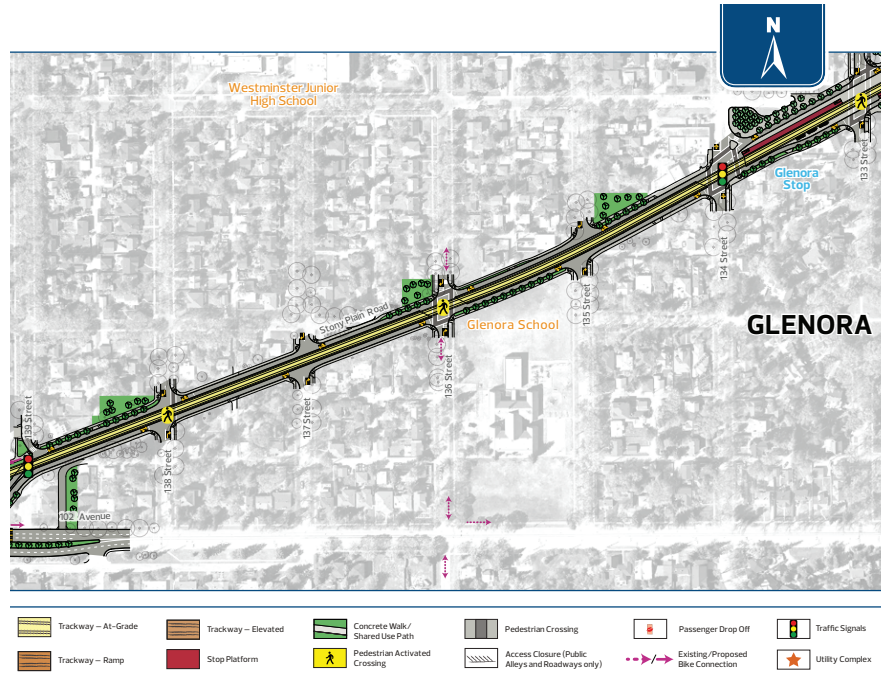 N
Westminster Junior
High School
133 Street
Glenora
Stop
134 Street
135 Street
GLENORA
Stony Plain Road
Glenora School
136 Street
137 Street
138 Street
139 Street
102 Avenue
Trackway – At-Grade
Trackway – Elevated
Concrete Walk/
Shared Use Path
Pedestrian Crossing
Passenger Drop Off
Traffic Signals
Trackway – Ramp
Stop Platform
Pedestrian Activated
Crossing
Access Closure (Public
Alleys and Roadways only)
Existing/Proposed
Bike Connection
Utility Complex